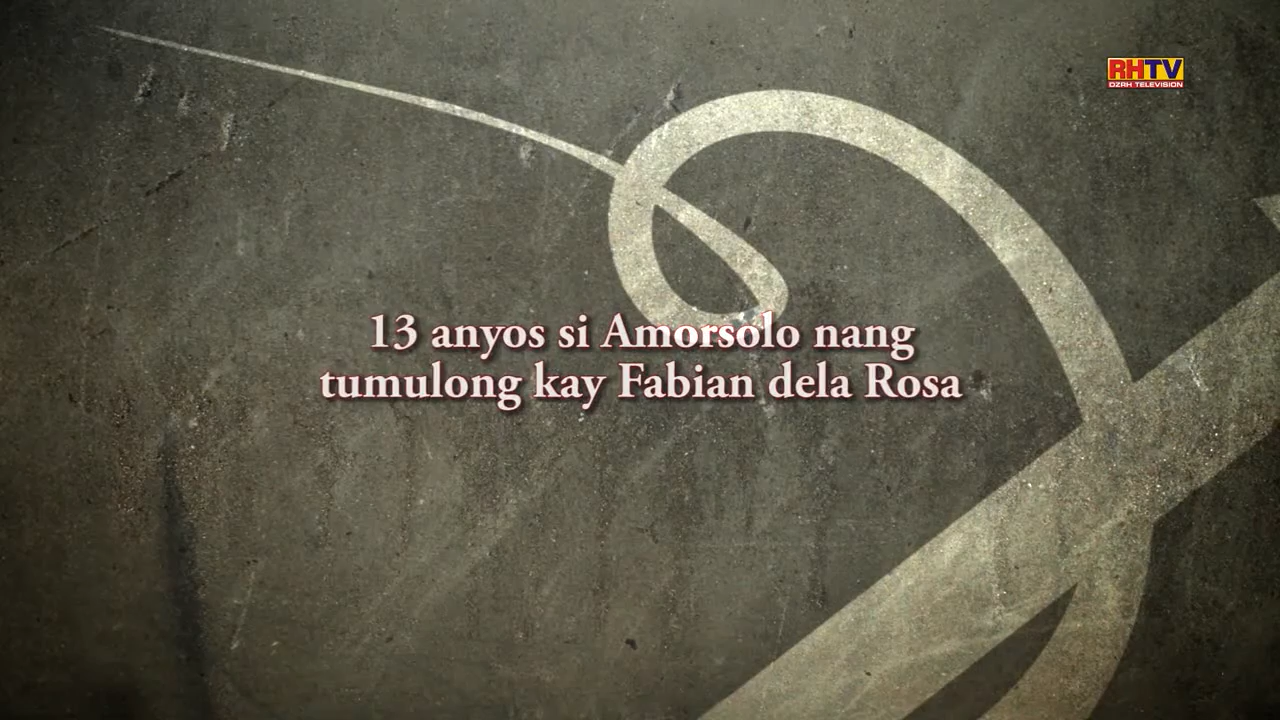 RHTV
DZRH TELEVISION
13 anyos si Amorsolo nang
tumulong kay Fabian dela Rosa